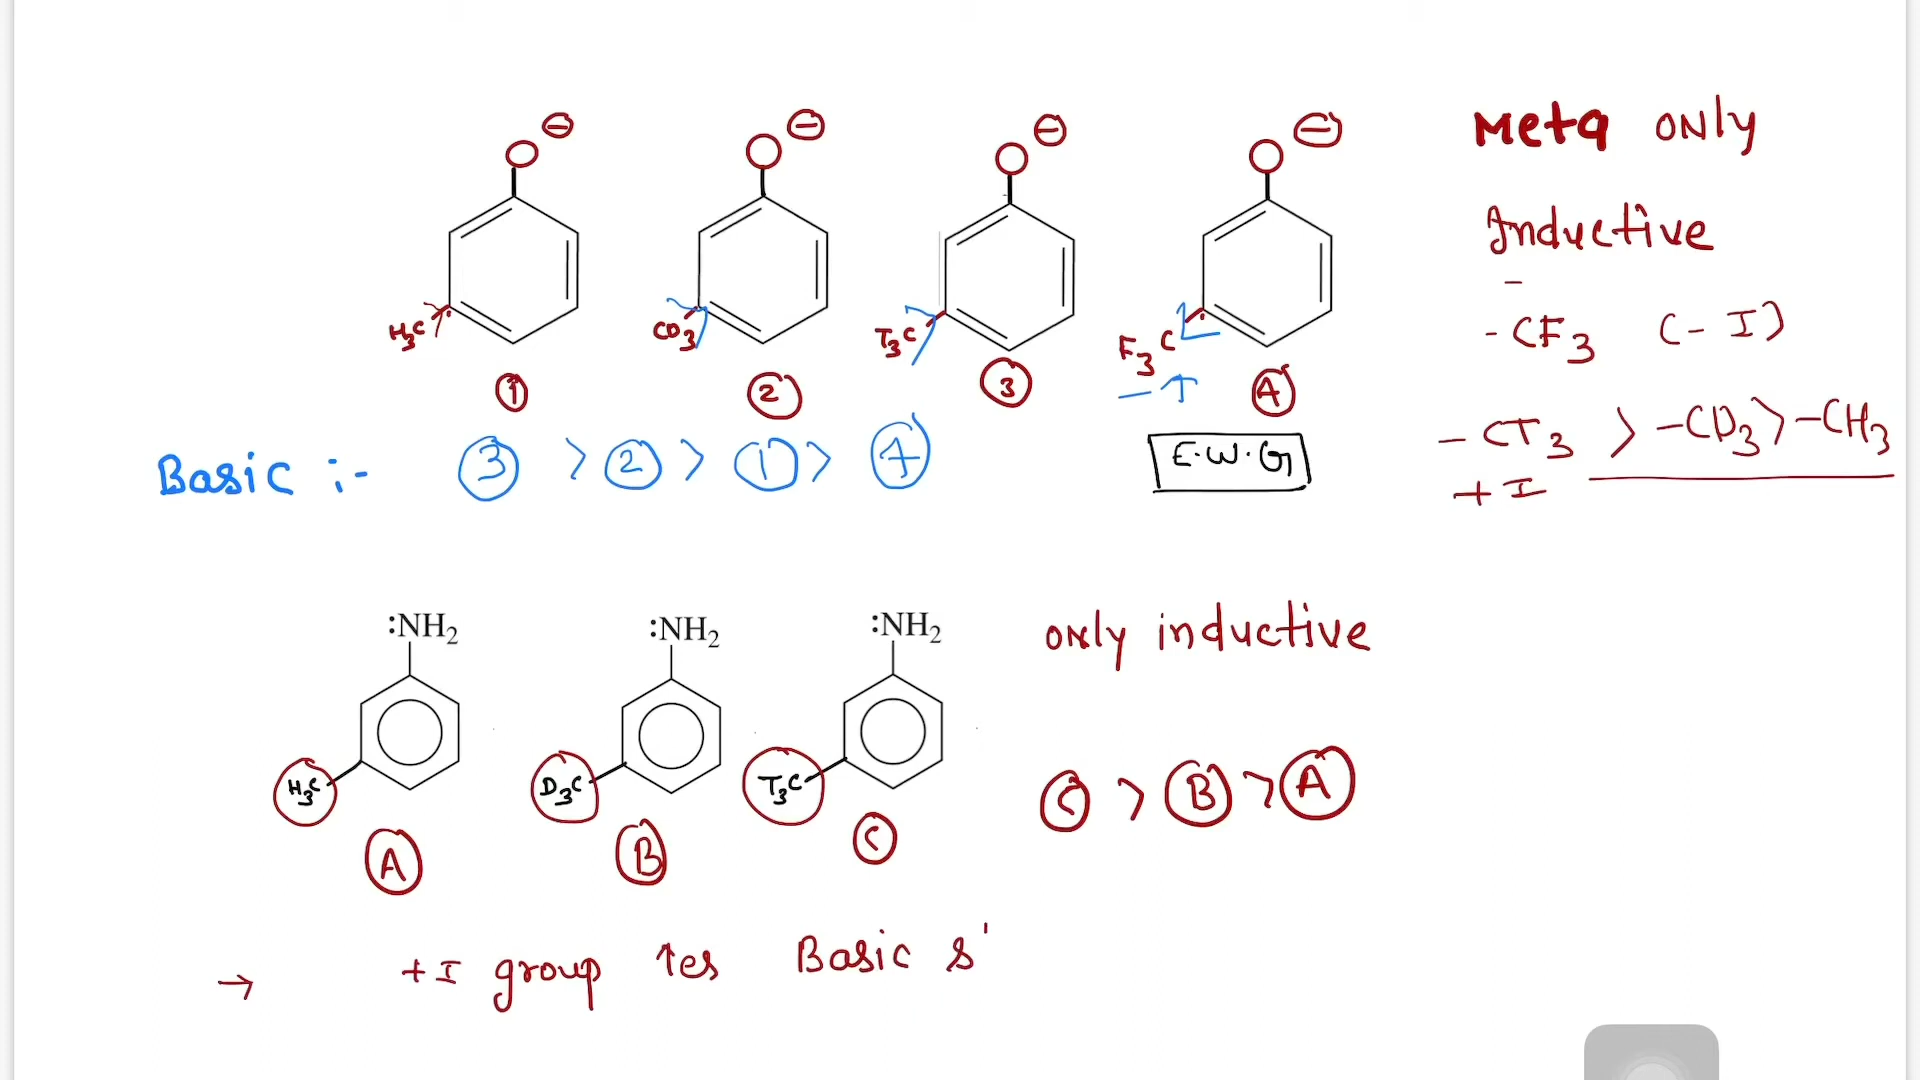 O ⊖ O ⊖ O ⊖ O ⊖
Meta only
Inductive
H3C CD3 T3C F3C
- CF3 (- I)
- ↑
1 2 3 4
- CT3 > -CD3 > -CH3
+ I
E.W.G
Basic :- 3 > 2 > 1 > 4
:NH2 :NH2 :NH2
only inductive
H3C D3C T3C
C > B > A
A B C
→ +I group ↑es Basic s'